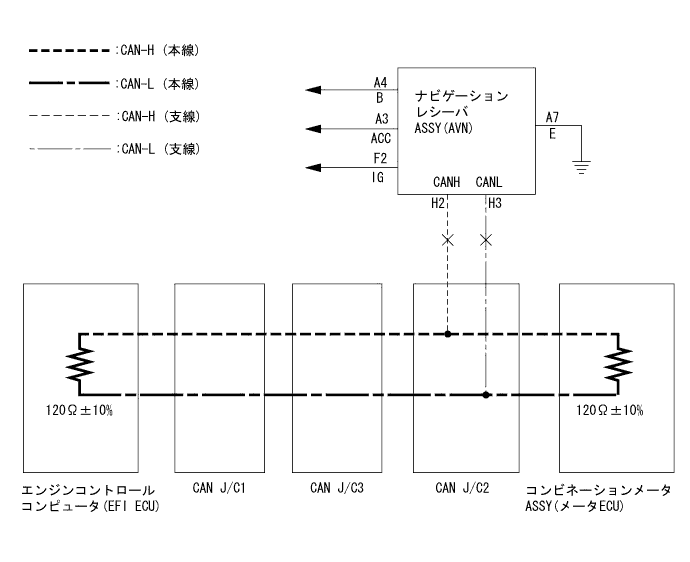 :CAN-H (本線)
:CAN-L (本線)
:CAN-H (支線)
:CAN-L (支線)
A4
B
A3
ACC
F2
IG
ナビゲーション
レシーバ
ASSY(AVN)
A7
E
CANH CANL
H2 H3
120Ω±10%
120Ω±10%
エンジンコントロール
コンピュータ(EFI ECU)
CAN J/C1
CAN J/C3
CAN J/C2
コンビネーションメータ
ASSY(メータECU)